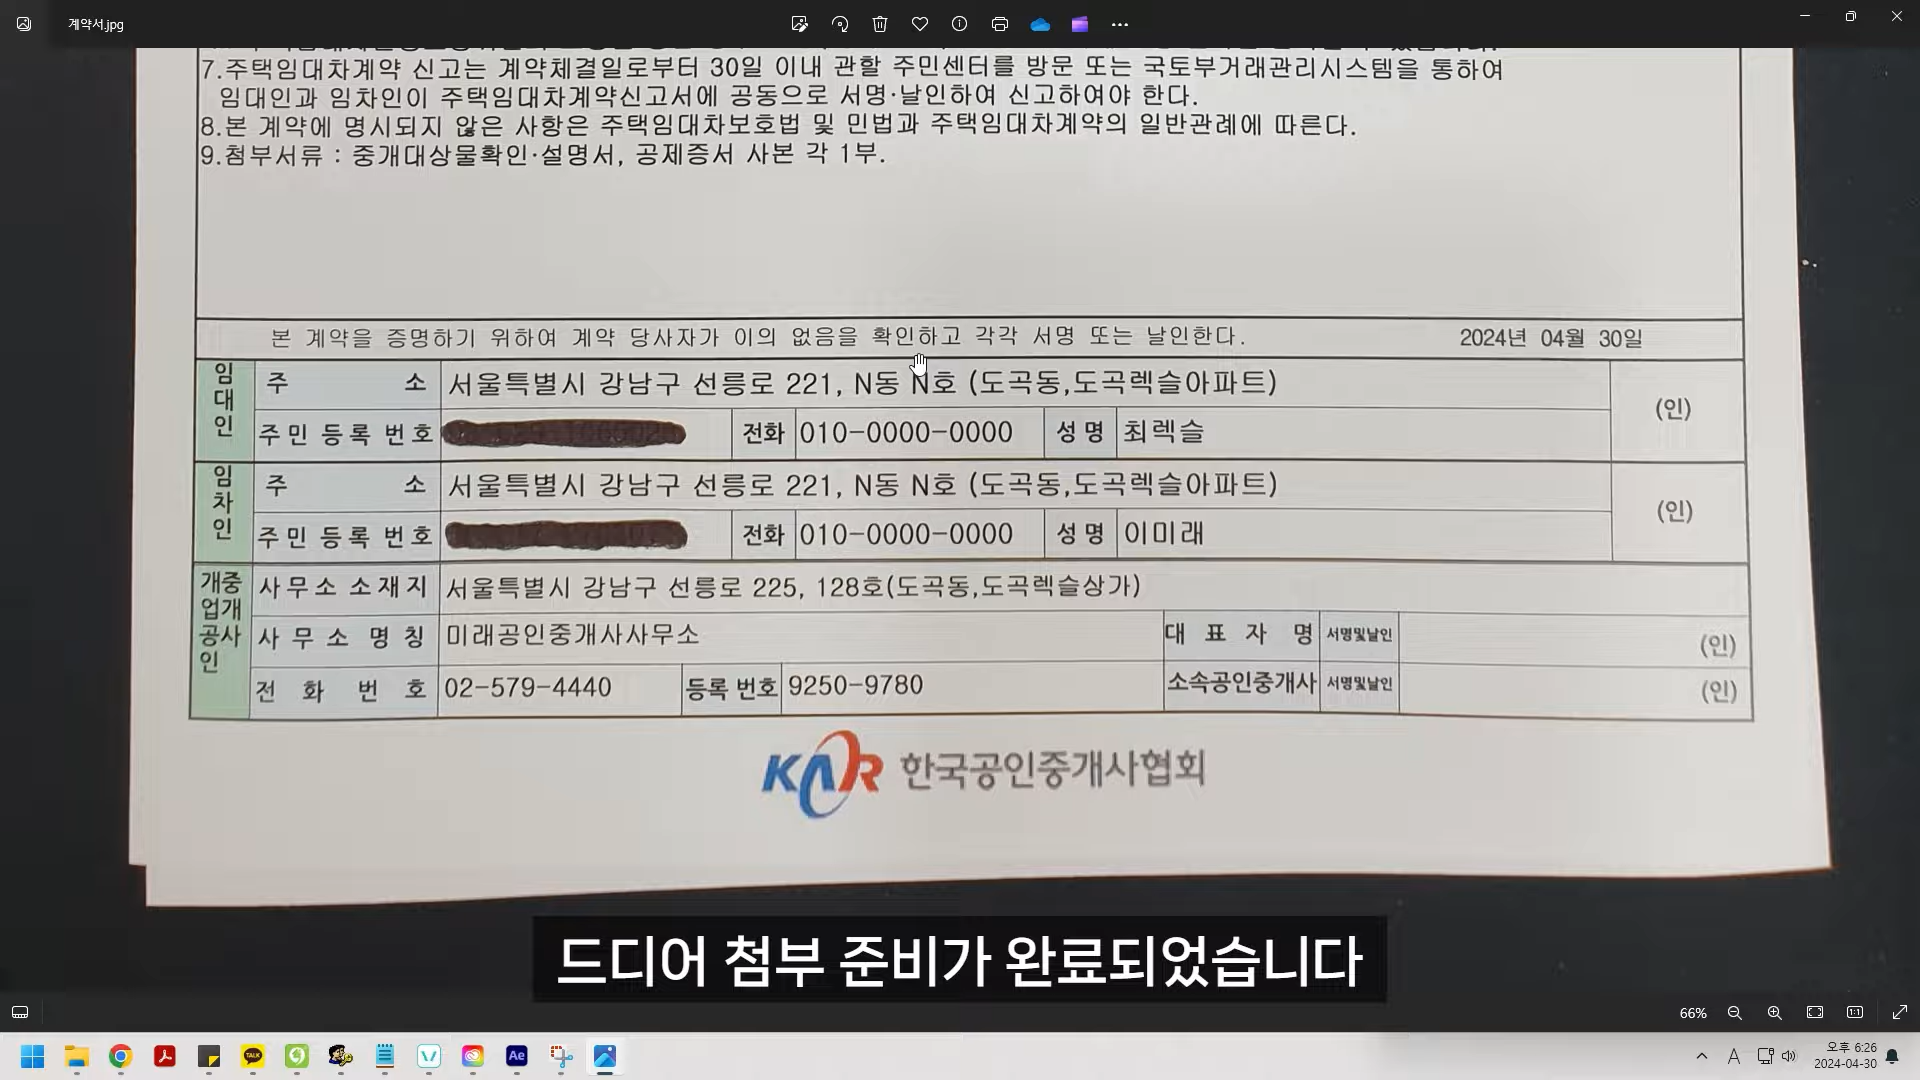 계약서.jpg
7.주택임대차계약 신고는 계약체결일로부터 30일 이내 관할 주민센터를 방문 또는 국토부거래관리시스템을 통하여
임대인과 임차인이 주택임대차계약신고서에 공동으로 서명·날인하여 신고하여야 한다.
8.본 계약에 명시되지 않은 사항은 주택임대차보호법 및 민법과 주택임대차계약의 일반관례에 따른다.
9.첨부서류 : 중개대상물확인·설명서, 공제증서 사본 각 1부.
본 계약을 증명하기 위하여 계약 당사자가 이의 없음을 확인하고 각각 서명 또는 날인한다. 2024년 04월 30일
임대인
주 소 서울특별시 강남구 선릉로 221, N동 N호 (도곡동,도곡렉슬아파트) (인)
주민 등록 번호 전화 010-0000-0000 성명 최렉슬
임차인
주 소 서울특별시 강남구 선릉로 221, N동 N호 (도곡동,도곡렉슬아파트) (인)
주민 등록 번호 전화 010-0000-0000 성명 이미래
개중
업개
공사
인
사무소 소재지 서울특별시 강남구 선릉로 225, 128호(도곡동,도곡렉슬상가)
사무소명칭 미래공인중개사사무소 대표자명 서명및날인 (인)
전화번호 02-579-4440 등록 번호 9250-9780 소속공인중개사 서명및날인 (인)
KAR 한국공인중개사협회
드디어 첨부 준비가 완료되었습니다
66%
TALK
Ae
A
오후 6:26
2024-04-30